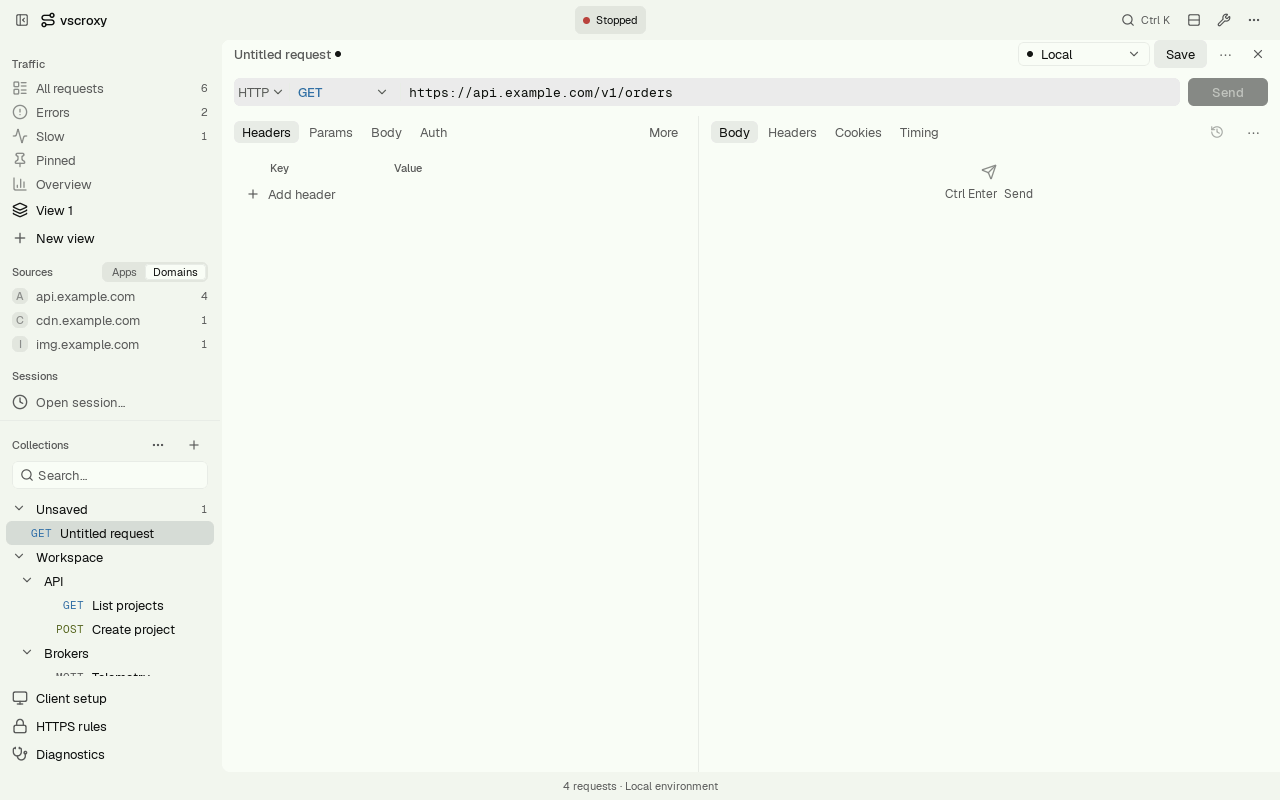 vscroxy
Stopped
Ctrl K
Traffic
All requests 6
Errors 2
Slow 1
Pinned
Overview
View 1
New view
Sources Apps Domains
A api.example.com 4
C cdn.example.com 1
I img.example.com 1
Sessions
Open session…
Collections
Search…
Unsaved 1
GET Untitled request
Workspace
API
GET List projects
POST Create project
Brokers
MQTT Telemetry
Client setup
HTTPS rules
Diagnostics
Untitled request
Local Save
HTTP GET https://api.example.com/v1/orders Send
Headers Params Body Auth More
Key Value
Add header
Body Headers Cookies Timing
Ctrl Enter Send
4 requests · Local environment